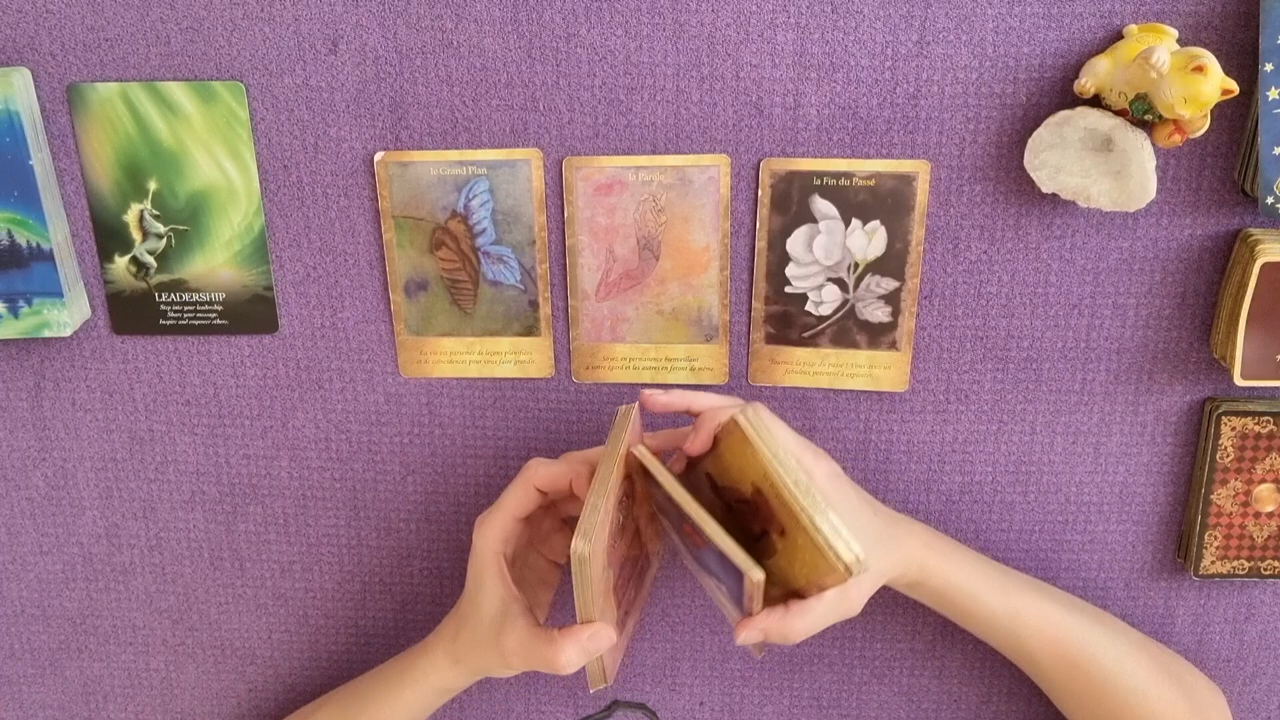 LEADERSHIP
Step into your leadership.
Share your message.
Inspire and empower others.
le Grand Plan
La vie est parsemée de leçons planifiées
et de coïncidences pour vous faire grandir.
la Parole
Soyez en permanence bienveillant
à votre égard et les autres en feront de même.
la Fin du Passé
Tournez la page du passé ! Vous avez un
fabuleux potentiel à exploiter.